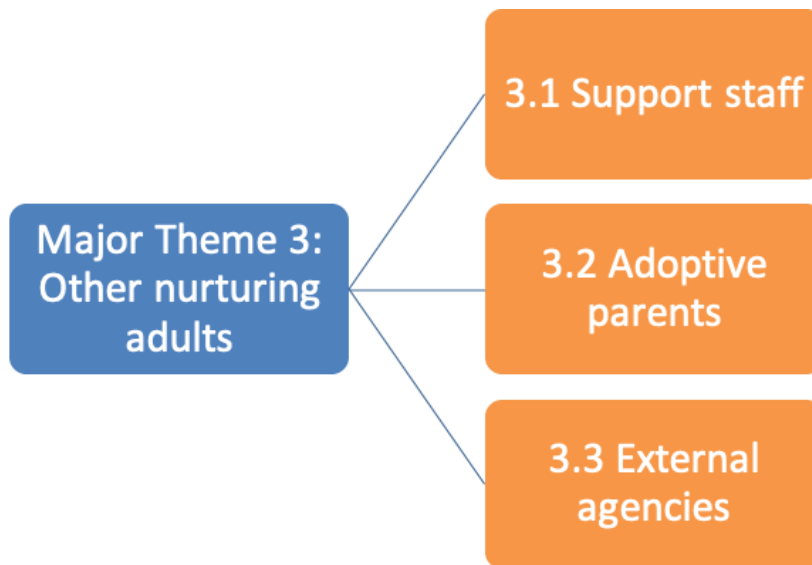 Major Theme 3:
Other nurturing
adults
3.1 Support staff
3.2 Adoptive
parents
3.3 External
agencies